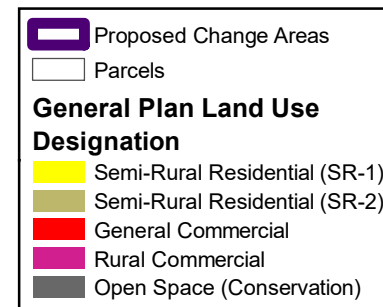 Proposed Change Areas
Parcels
General Plan Land Use
Designation
Semi-Rural Residential (SR-1)
Semi-Rural Residential (SR-2)
General Commercial
Rural Commercial
Open Space (Conservation)